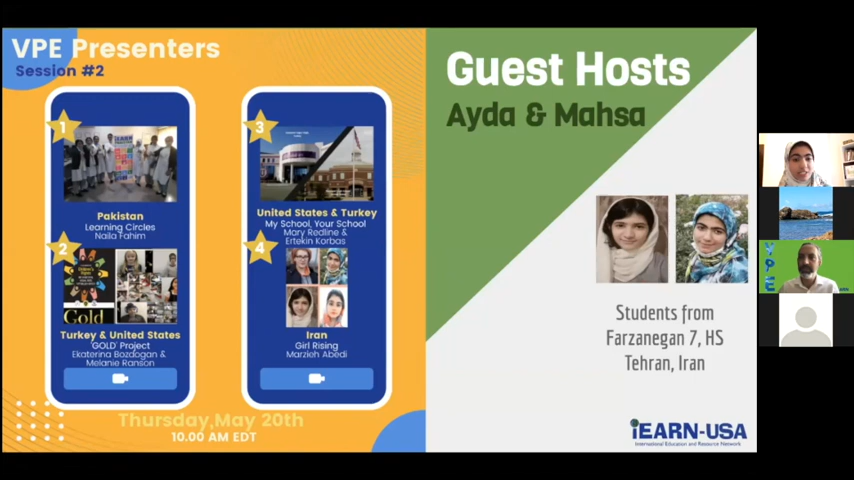 VPE Presenters
Session #2
1
Pakistan
Learning Circles
Naila Fahim
2
Gold
Turkey & United States
'GOLD' Project
Ekaterina Bozdogan &
Melanie Ranson
3
United States & Turkey
My School, Your School
Mary Redline &
Ertekin Korbas
4
Iran
Girl Rising
Marzieh Abedi
Thursday,May 20th
10.00 AM EDT
Guest Hosts
Ayda & Mahsa
Students from
Farzanegan 7, HS
Tehran, Iran
iEARN-USA
International Education and Resource Network
VPE